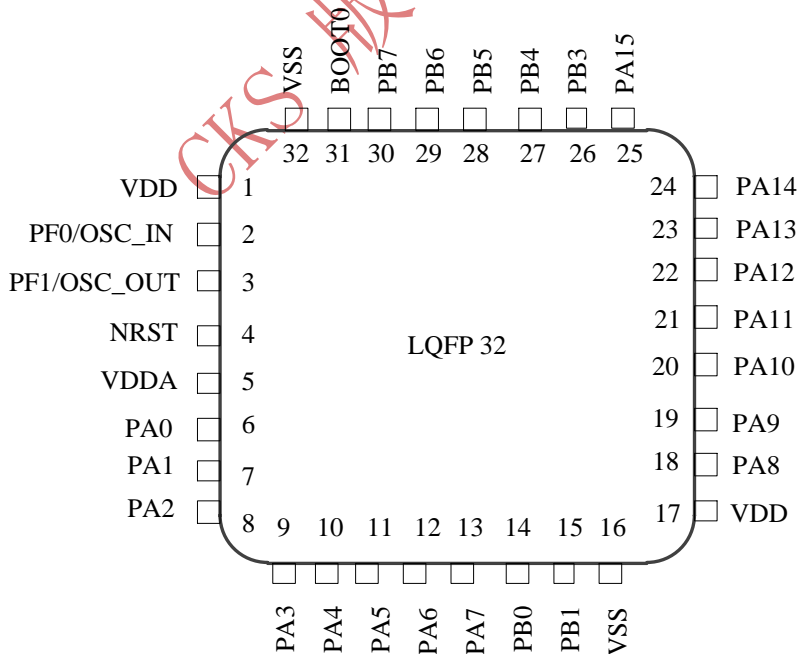 CKS 版
VSS BOOT0 PB7 PB6 PB5 PB4 PB3 PA15
32 31 30 29 28 27 26 25
VDD 1
PF0/OSC_IN 2
PF1/OSC_OUT 3
NRST 4
VDDA 5
PA0 6
PA1 7
PA2 8
LQFP 32
24 PA14
23 PA13
22 PA12
21 PA11
20 PA10
19 PA9
18 PA8
17 VDD
9 10 11 12 13 14 15 16
PA3 PA4 PA5 PA6 PA7 PB0 PB1 VSS